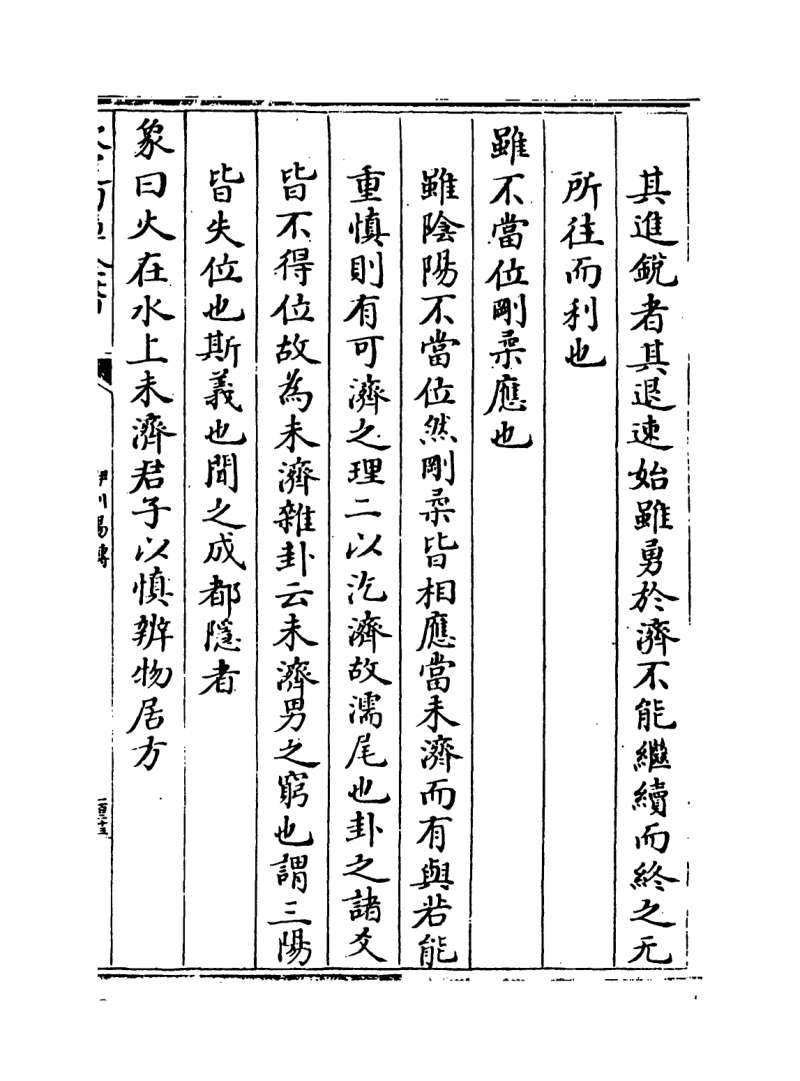 其進銳者其退速始雖勇於濟不能繼續而終之无
所往而利也
雖不當位剛柔應也
雖陰陽不當位然剛柔皆相應當未濟而有與若能
重慎則有可濟之理二以汔濟故濡尾也卦之諸爻
皆不得位故為未濟雜卦云未濟男之窮也謂三陽
皆失位也斯義也聞之成都隱者
象曰火在水上未濟君子以慎辨物居方
伊川易傳